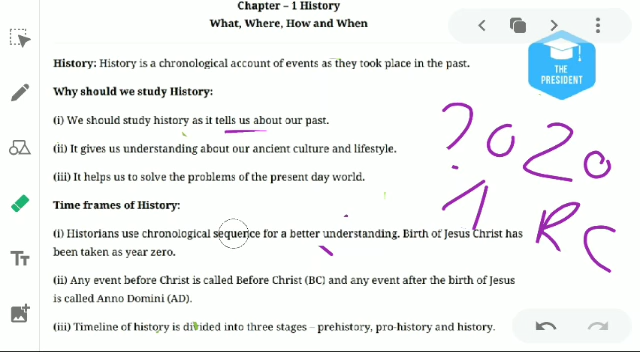 Chapter – 1 History
What, Where, How and When
History: History is a chronological account of events as they took place in the past.
THE
PRESIDENT
Why should we study History:
(i) We should study history as it tells us about our past.
(ii) It gives us understanding about our ancient culture and lifestyle.
(iii) It helps us to solve the problems of the present day world.
2020
1 BC
Time frames of History:
(i) Historians use chronological sequence for a better understanding. Birth of Jesus Christ has
been taken as year zero.
(ii) Any event before Christ is called Before Christ (BC) and any event after the birth of Jesus
is called Anno Domini (AD).
(iii) Timeline of history is divided into three stages – prehistory, pro-history and history.
Tт